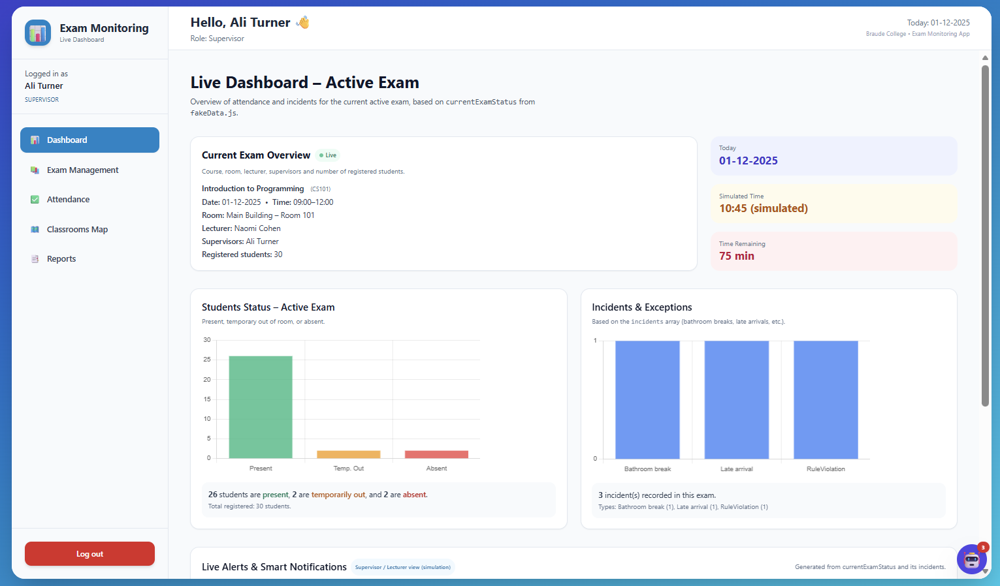 Exam Monitoring
Live Dashboard
Logged in as
Ali Turner
SUPERVISOR
Dashboard
Exam Management
Attendance
Classrooms Map
Reports
Log out
Hello, Ali Turner 👋
Role: Supervisor
Today: 01-12-2025
Braude College • Exam Monitoring App
Live Dashboard – Active Exam
Overview of attendance and incidents for the current active exam, based on currentExamStatus from
fakeData.js.
Current Exam Overview
Live
Course, room, lecturer, supervisors and number of registered students.
Introduction to Programming (CS101)
Date: 01-12-2025 • Time: 09:00–12:00
Room: Main Building – Room 101
Lecturer: Naomi Cohen
Supervisors: Ali Turner
Registered students: 30
Today
01-12-2025
Simulated Time
10:45 (simulated)
Time Remaining
75 min
Students Status – Active Exam
Present, temporary out of room, or absent.
30
25
20
15
10
5
0
Present
Temp. Out
Absent
26 students are present, 2 are temporarily out, and 2 are absent.
Total registered: 30 students.
Incidents & Exceptions
Based on the incidents array (bathroom breaks, late arrivals, etc.).
1
0
Bathroom break
Late arrival
RuleViolation
3 incident(s) recorded in this exam.
Types: Bathroom break (1), Late arrival (1), RuleViolation (1)
Live Alerts & Smart Notifications
Supervisor / Lecturer view (simulation)
Generated from currentExamStatus and its incidents.
3